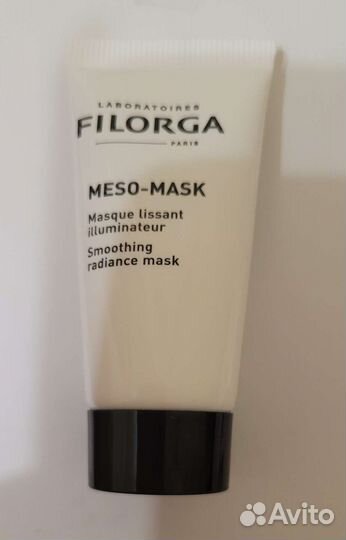 LABORATOIRES
FILORGA
PARIS
MESO-MASK
Masque lissant
illuminateur
Smoothing
radiance mask
Avito